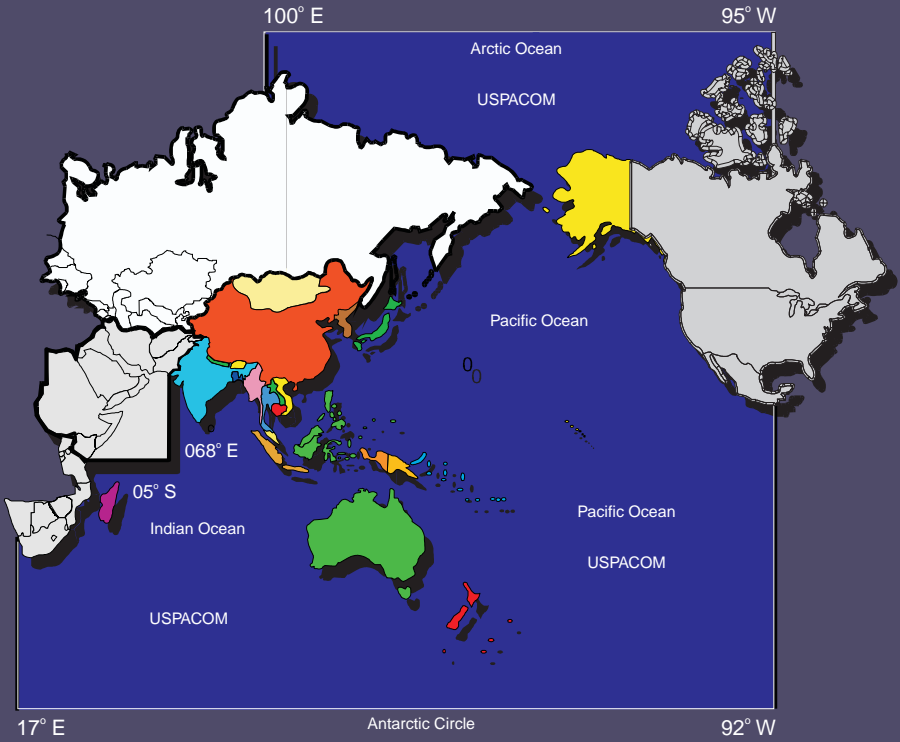 100° E
95° W
Arctic Ocean
USPACOM
Pacific Ocean
0
0
068° E
05° S
Indian Ocean
Pacific Ocean
USPACOM
USPACOM
17° E
Antarctic Circle
92° W